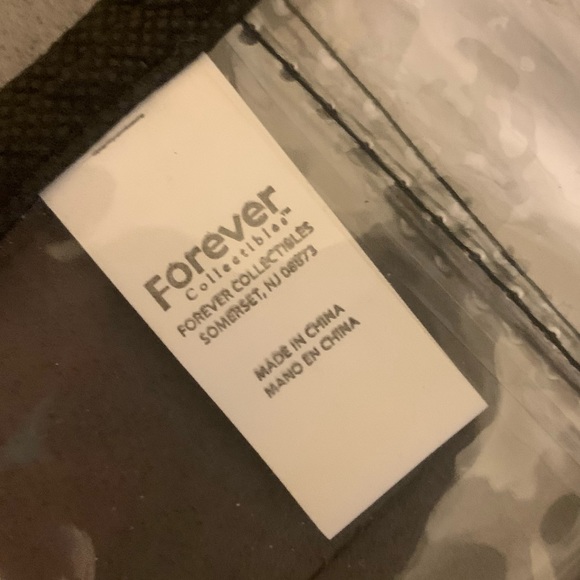 Forever
Collectibles™
FOREVER COLLECTIBLES
SOMERSET, NJ 08873
MADE IN CHINA
MANO EN CHINA